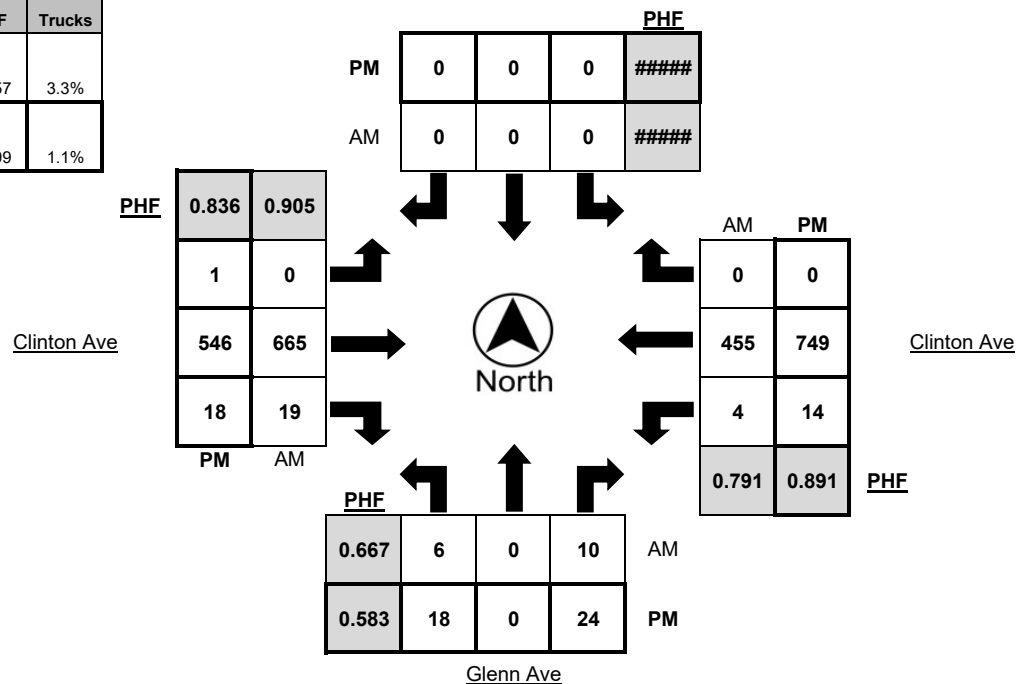 Trucks
3.3%
1.1%
PHF
PM 0 0 0 #####
AM 0 0 0 #####
PHF 0.836 0.905
1 0
Clinton Ave 546 665
18 19
PM AM
North
AM PM
0 0
455 749 Clinton Ave
4 14
0.791 0.891 PHF
PHF
0.667 6 0 10 AM
0.583 18 0 24 PM
Glenn Ave